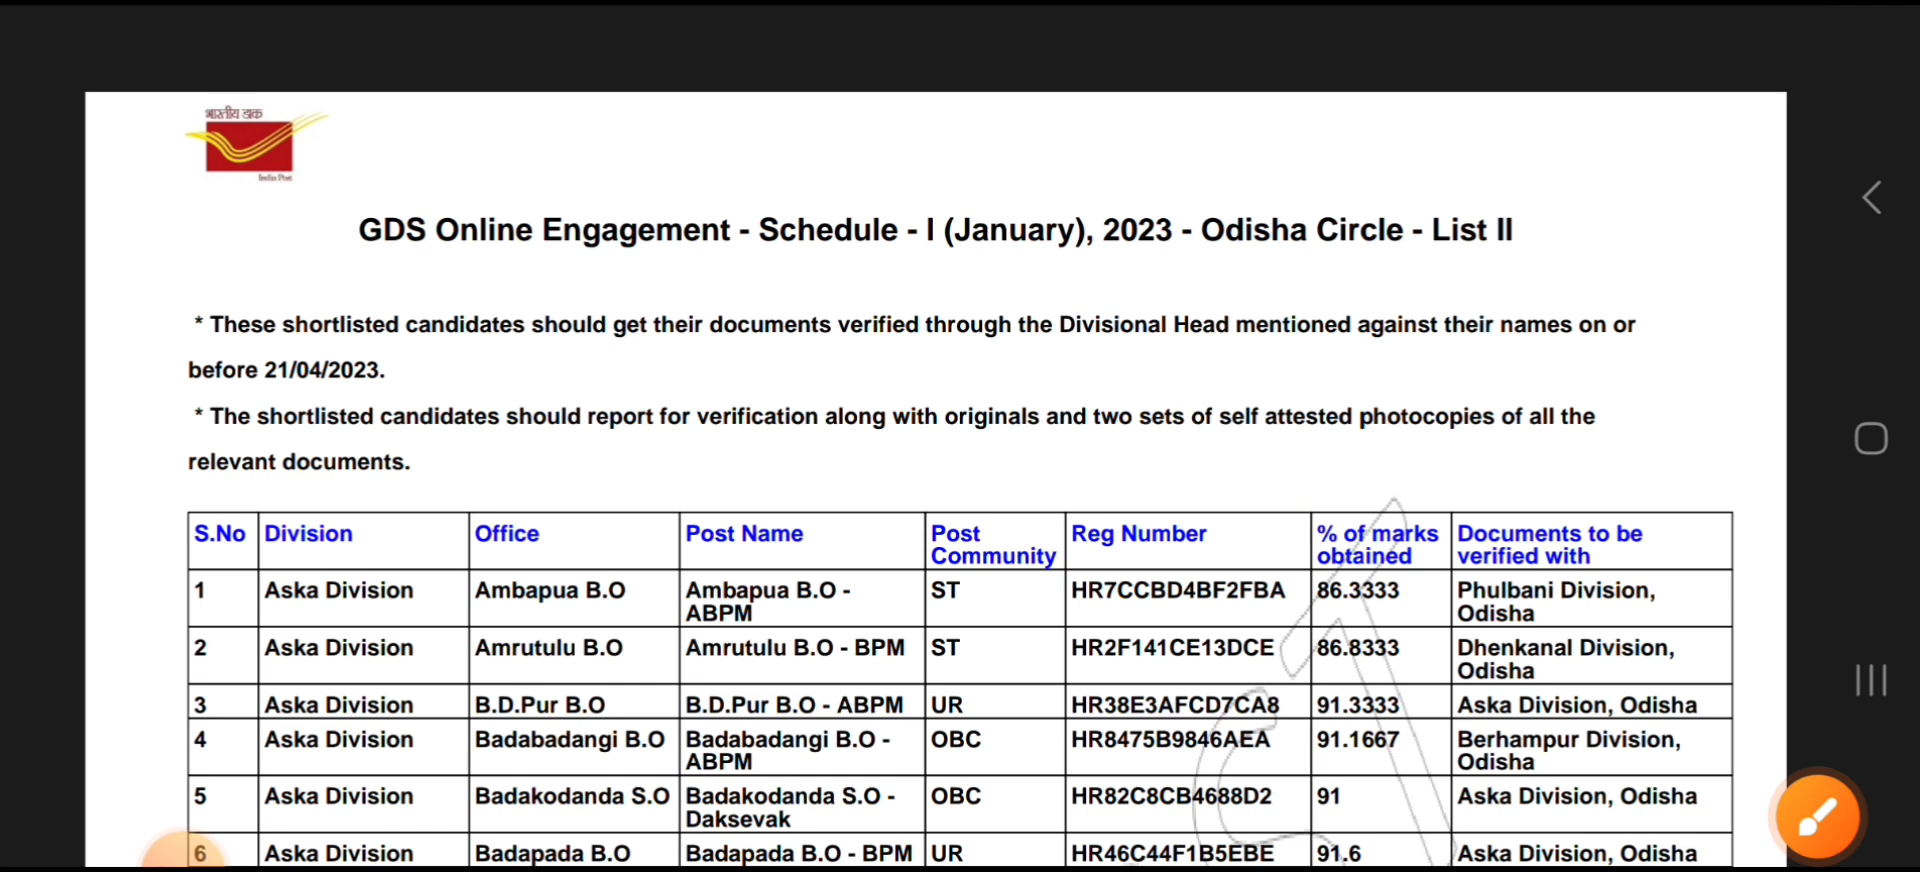 भारतीय डाक
India Post
GDS Online Engagement - Schedule - I (January), 2023 - Odisha Circle - List II
* These shortlisted candidates should get their documents verified through the Divisional Head mentioned against their names on or
before 21/04/2023.
* The shortlisted candidates should report for verification along with originals and two sets of self attested photocopies of all the
relevant documents.
S.No Division Office Post Name Post Community Reg Number % of marks obtained Documents to be verified with
1 Aska Division Ambapua B.O Ambapua B.O - ABPM ST HR7CCBD4BF2FBA 86.3333 Phulbani Division, Odisha
2 Aska Division Amrutulu B.O Amrutulu B.O - BPM ST HR2F141CE13DCE 86.8333 Dhenkanal Division, Odisha
3 Aska Division B.D.Pur B.O B.D.Pur B.O - ABPM UR HR38E3AFCD7CA8 91.3333 Aska Division, Odisha
4 Aska Division Badabadangi B.O Badabadangi B.O - ABPM OBC HR8475B9846AEA 91.1667 Berhampur Division, Odisha
5 Aska Division Badakodanda S.O Badakodanda S.O - Daksevak OBC HR82C8CB4688D2 91 Aska Division, Odisha
6 Aska Division Badapada B.O Badapada B.O - BPM UR HR46C44F1B5EBE 91.6 Aska Division, Odisha